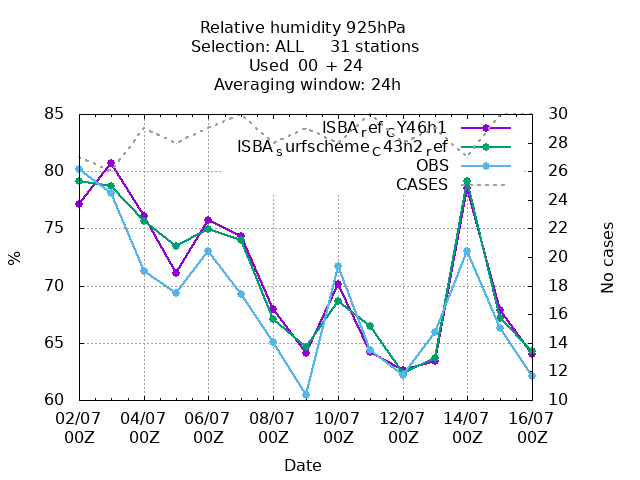 Relative humidity 925hPa
Selection: ALL 31 stations
Used 00 + 24
Averaging window: 24h
85
80
75
70
65
60
30
28
26
24
22
20
18
16
14
12
10
ISBA_ref_CY46h1
ISBA_surfscheme_C43h2_ref
OBS
CASES
%
No cases
02/07 04/07 06/07 08/07 10/07 12/07 14/07 16/07
00Z 00Z 00Z 00Z 00Z 00Z 00Z 00Z
Date